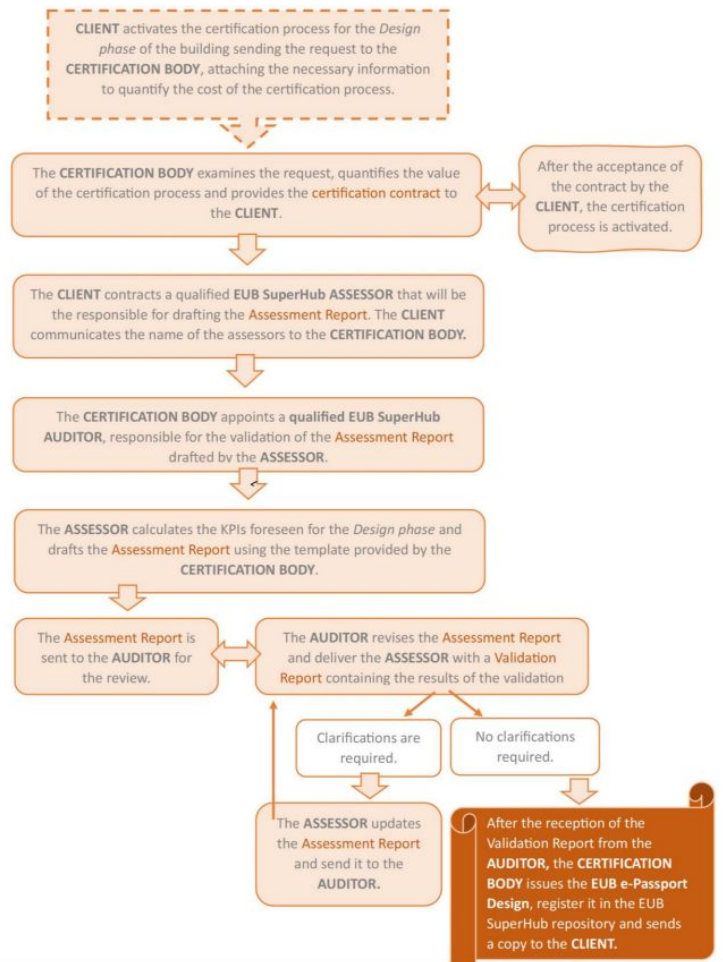 CLIENT activates the certification process for the Design
phase of the building sending the request to the
CERTIFICATION BODY, attaching the necessary information
to quantify the cost of the certification process.
The CERTIFICATION BODY examines the request, quantifies the value
of the certification process and provides the certification contract to
the CLIENT.
After the acceptance of
the contract by the
CLIENT, the certification
process is activated.
The CLIENT contracts a qualified EUB SuperHub ASSESSOR that will be
the responsible for drafting the Assessment Report. The CLIENT
communicates the name of the assessors to the CERTIFICATION BODY.
The CERTIFICATION BODY appoints a qualified EUB SuperHub
AUDITOR, responsible for the validation of the Assessment Report
drafted by the ASSESSOR.
The ASSESSOR calculates the KPIs foreseen for the Design phase and
drafts the Assessment Report using the template provided by the
CERTIFICATION BODY.
The Assessment Report is
sent to the AUDITOR for
the review.
The AUDITOR revises the Assessment Report
and deliver the ASSESSOR with a Validation
Report containing the results of the validation
Clarifications are
required.
No clarifications
required.
The ASSESSOR updates
the Assessment Report
and send it to the
AUDITOR.
After the reception of the
Validation Report from the
AUDITOR, the CERTIFICATION
BODY issues the EUB e-Passport
Design, register it in the EUB
SuperHub repository and sends
a copy to the CLIENT.